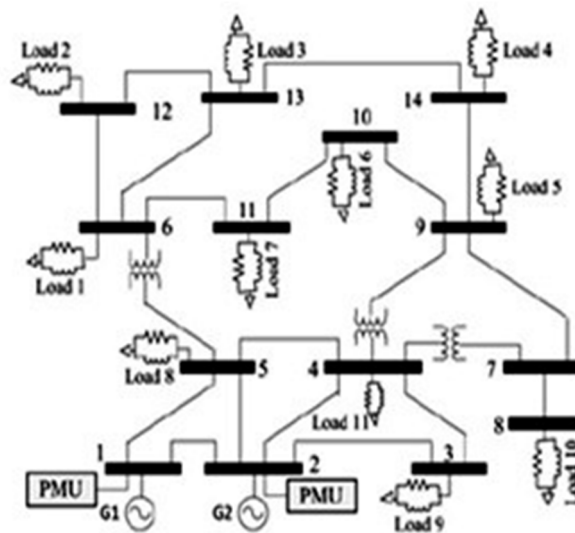 Load 2
Load 3
Load 4
12
13
14
10
Load 6
Load 5
6
11
9
Load 1
Load 7
Load 8
5
4
7
Load 11
8
1
2
3
Load 10
PMU
G1
G2
PMU
Load 9